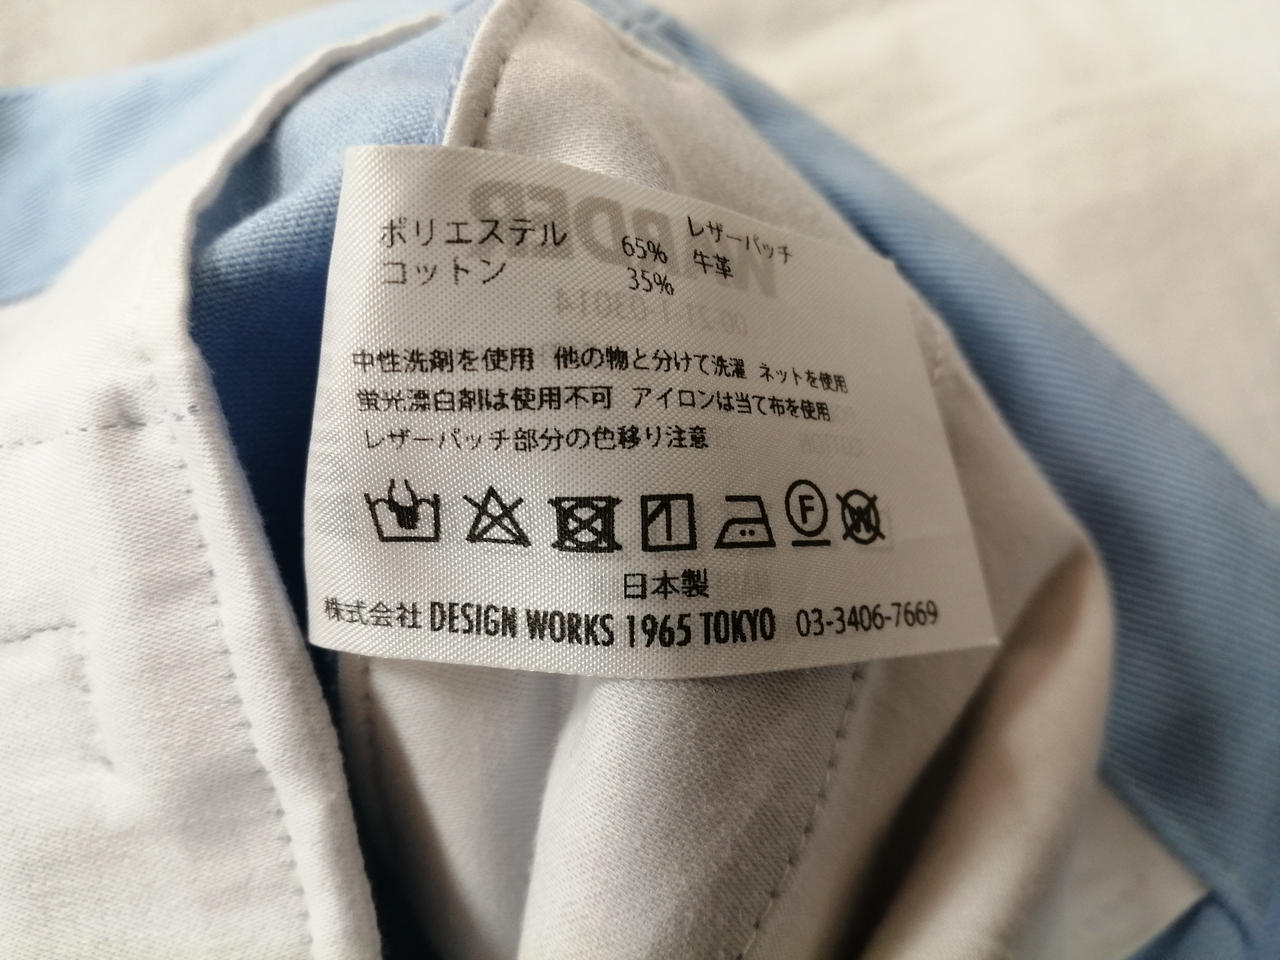 ポリエステル 65% レザーパッチ
コットン 35% 牛革
中性洗剤を使用 他の物と分けて洗濯 ネットを使用
蛍光漂白剤は使用不可 アイロンは当て布を使用
レザーパッチ部分の色移り注意
F W
日本製
株式会社 DESIGN WORKS 1965 TOKYO 03-3406-7669